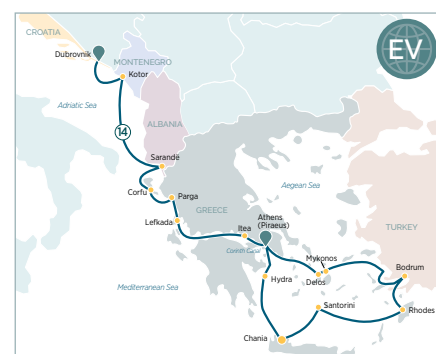 CROATIA
EV
Dubrovnik
MONTENEGRO
Kotor
Adriatic Sea
ALBANIA
14
Sarandë
Aegean Sea
Corfu
Parga
GREECE
Athens
(Piraeus)
Lefkada
Itea
TURKEY
Corinth Canal
Mykonos
Bodrum
Hydra
Delos
Mediterranean Sea
Santorini
Rhodes
Chania